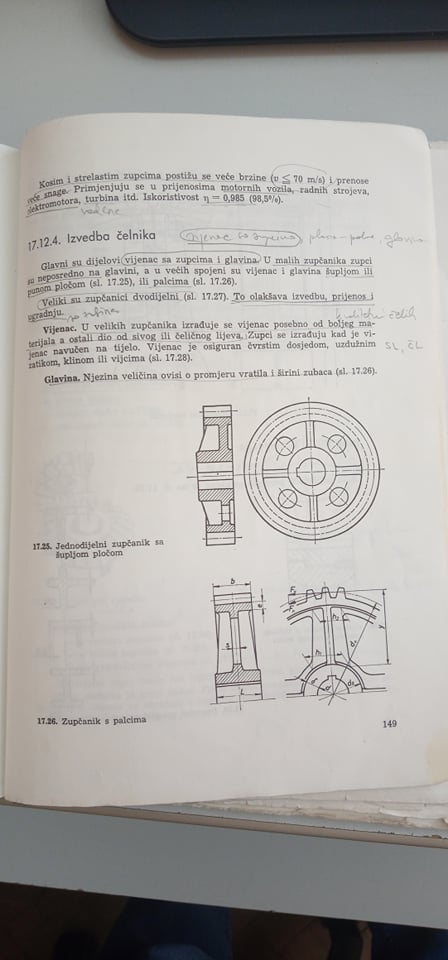 Kosim i strelastim zupcima postižu se veće brzine (v ≦ 70 m/s) i prenose
veće snage. Primjenjuju se u prijenosima motornih vozila, radnih strojeva,
elektromotora, turbina itd. Iskoristivost η = 0,985 (98,5%).
17.12.4. Izvedba čelnika
vijenac sa zupcima
Glavni su dijelovi vijenac sa zupcima i glavina. U malih zupčanika zupci
su neposredno na glavini, a u većih spojeni su vijenac i glavina šupljom ili
punom pločom (sl. 17.25), ili palcima (sl. 17.26).
Veliki su zupčanici dvodijelni (sl. 17.27). To olakšava izvedbu, prijenos i
ugradnju.
Vijenac. U velikih zupčanika izrađuje se vijenac posebno od boljeg ma-
terijala a ostali dio od sivog ili čeličnog lijeva. Zupci se izrađuju kad je vi-
jenac navučen na tijelo. Vijenac je osiguran čvrstim dosjedom, uzdužnim
SL, ČL
zatikom, klinom ili vijcima (sl. 17.28).
Glavina. Njezina veličina ovisi o promjeru vratila i širini zubaca (sl. 17.26).
17.25. Jednodijelni zupčanik sa
šupljom pločom
b
e
s
L
h₂
h₁
y
17.26. Zupčanik s palcima
149